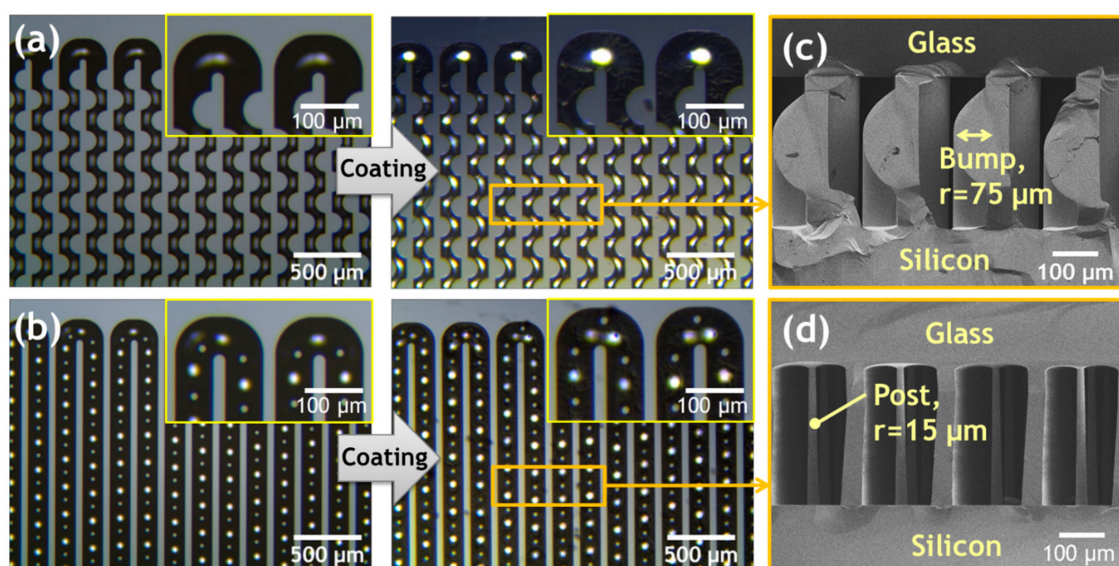 (a)
100 µm
Coating
500 µm
100 µm
500 µm
(c)
Glass
Bump,
r=75 µm
Silicon
100 µm
(b)
100 µm
Coating
500 µm
100 µm
500 µm
(d)
Glass
Post,
r=15 µm
Silicon
100 µm